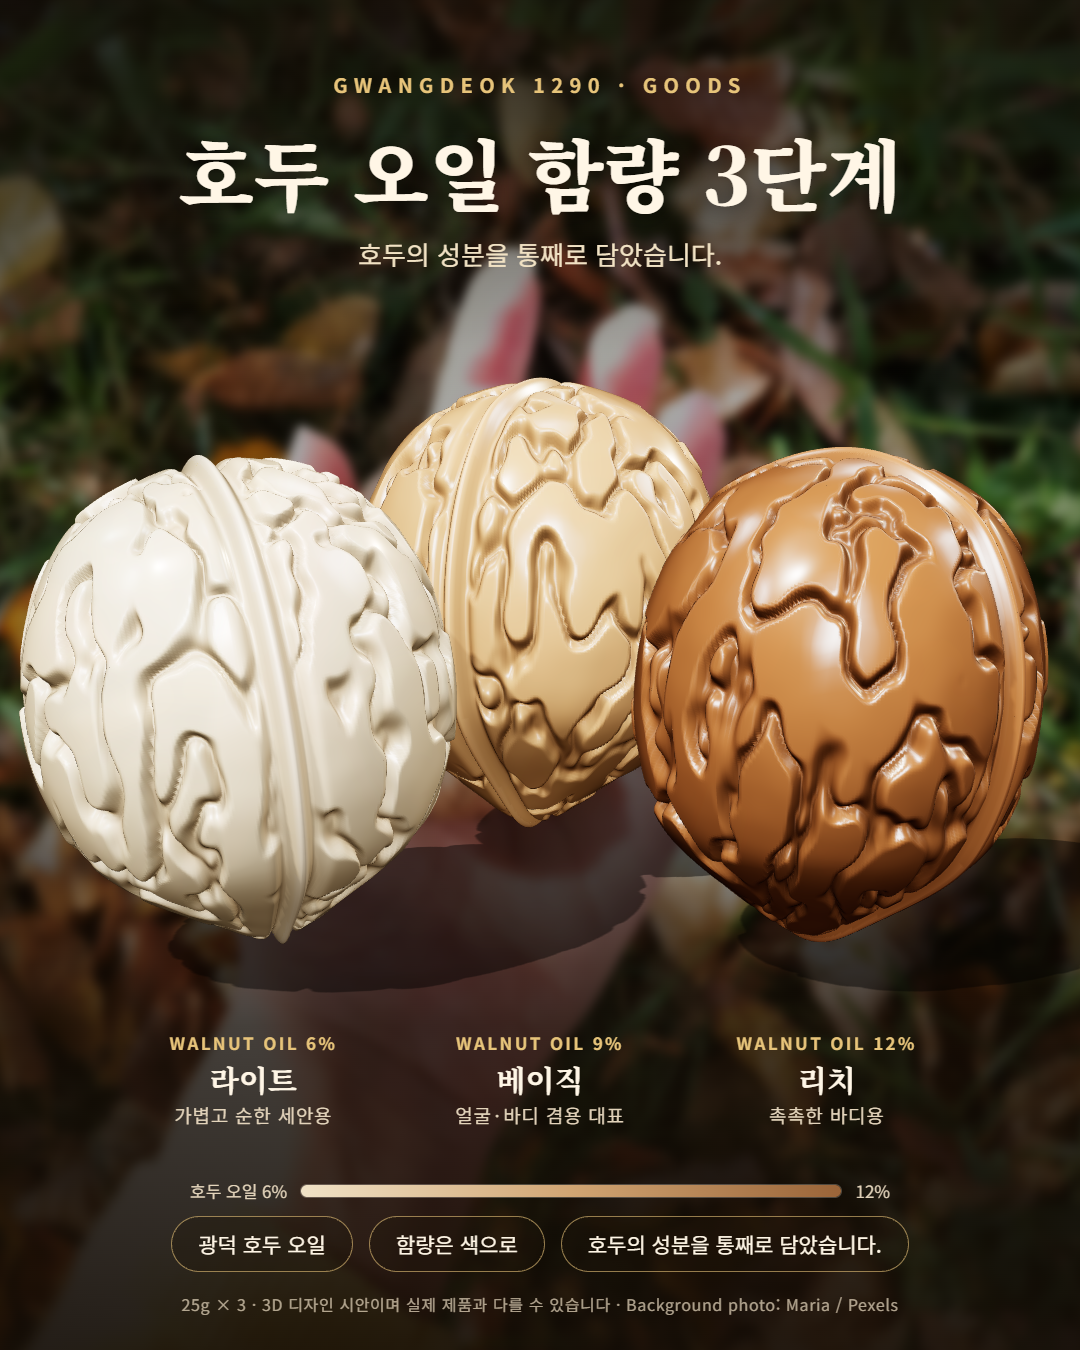 GWANGDEOK 1290 · GOODS
호두 오일 함량 3단계
호두의 성분을 통째로 담았습니다.
WALNUT OIL 6%
라이트
가볍고 순한 세안용
WALNUT OIL 9%
베이직
얼굴·바디 겸용 대표
WALNUT OIL 12%
리치
촉촉한 바디용
호두 오일 6%
12%
광덕 호두 오일
함량은 색으로
호두의 성분을 통째로 담았습니다.
25g × 3 · 3D 디자인 시안이며 실제 제품과 다를 수 있습니다 · Background photo: Maria / Pexels